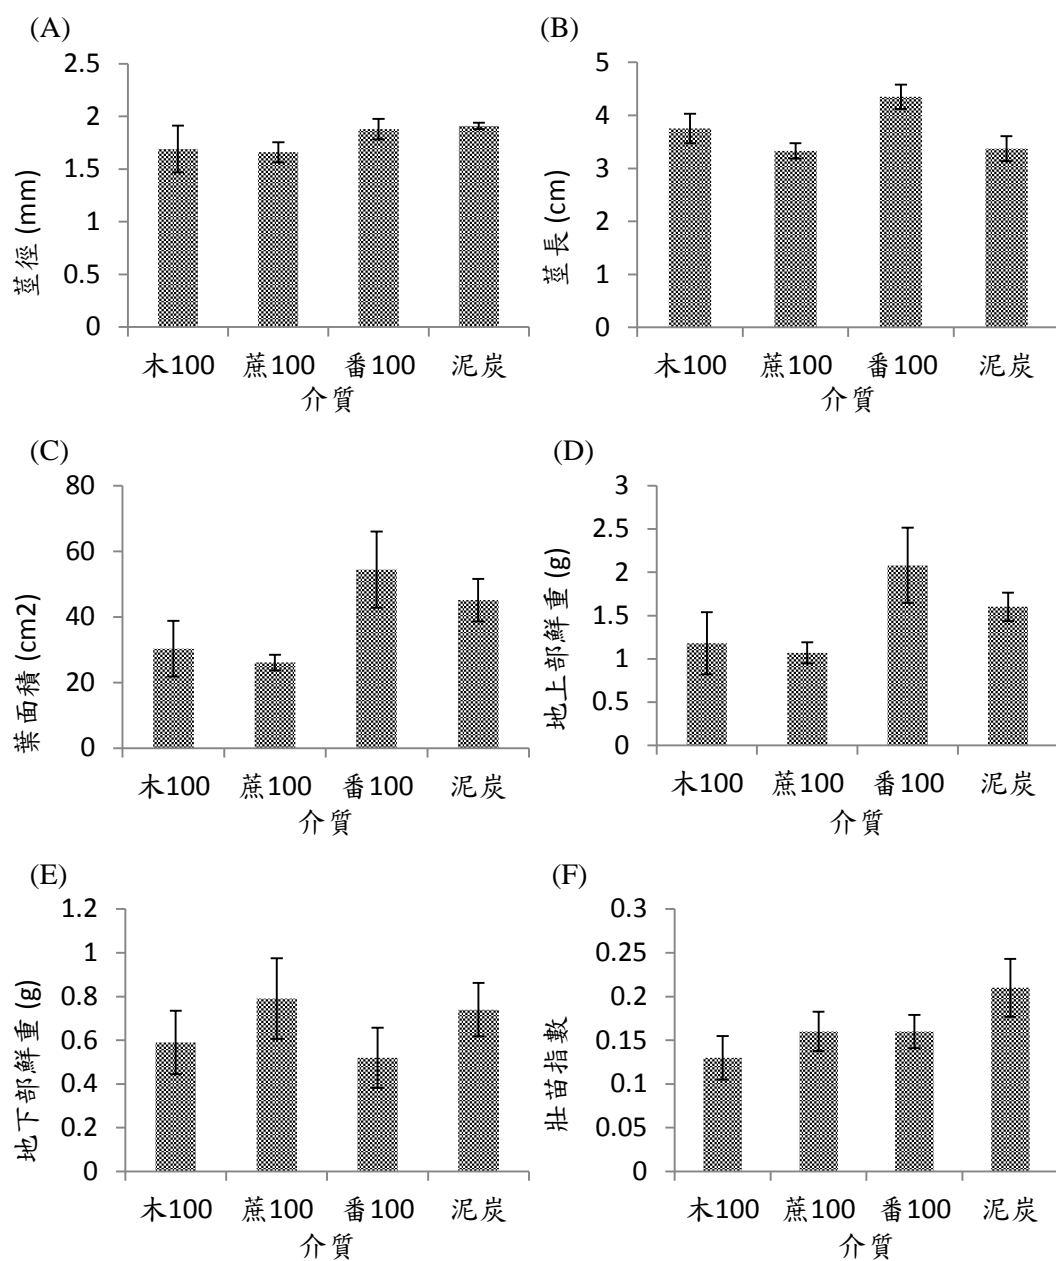 (A)
2.5
2
1.5
1
0.5
0
莖徑 (mm)
木100 蔗100 番100 泥炭
介質
(B)
5
4
3
2
1
0
莖長 (cm)
木100 蔗100 番100 泥炭
介質
(C)
80
60
40
20
0
葉面積 (cm2)
木100 蔗100 番100 泥炭
介質
(D)
3
2.5
2
1.5
1
0.5
0
地上部鮮重 (g)
木100 蔗100 番100 泥炭
介質
(E)
1.2
1
0.8
0.6
0.4
0.2
0
地下部鮮重 (g)
木100 蔗100 番100 泥炭
介質
(F)
0.3
0.25
0.2
0.15
0.1
0.05
0
壯苗指數
木100 蔗100 番100 泥炭
介質